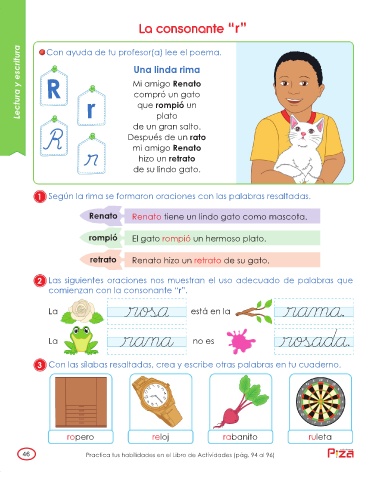 La consonante “r”
Lectura y escritura
Con ayuda de tu profesor(a) lee el poema.
R
r
R
r
Una linda rima
Mi amigo Renato
compró un gato
que rompió un
plato
de un gran salto.
Después de un rato
mi amigo Renato
hizo un retrato
de su lindo gato.
1 Según la rima se formaron oraciones con las palabras resaltadas.
Renato Renato tiene un lindo gato como mascota.
rompió El gato rompió un hermoso plato.
retrato Renato hizo un retrato de su gato.
2 Las siguientes oraciones nos muestran el uso adecuado de palabras que
comienzan con la consonante “r”.
La rosa está en la rama.
La rana no es rosada.
3 Con las sílabas resaltadas, crea y escribe otras palabras en tu cuaderno.
ropero reloj rabanito ruleta
46 Practica tus habilidades en el Libro de Actividades (pág. 94 al 96)